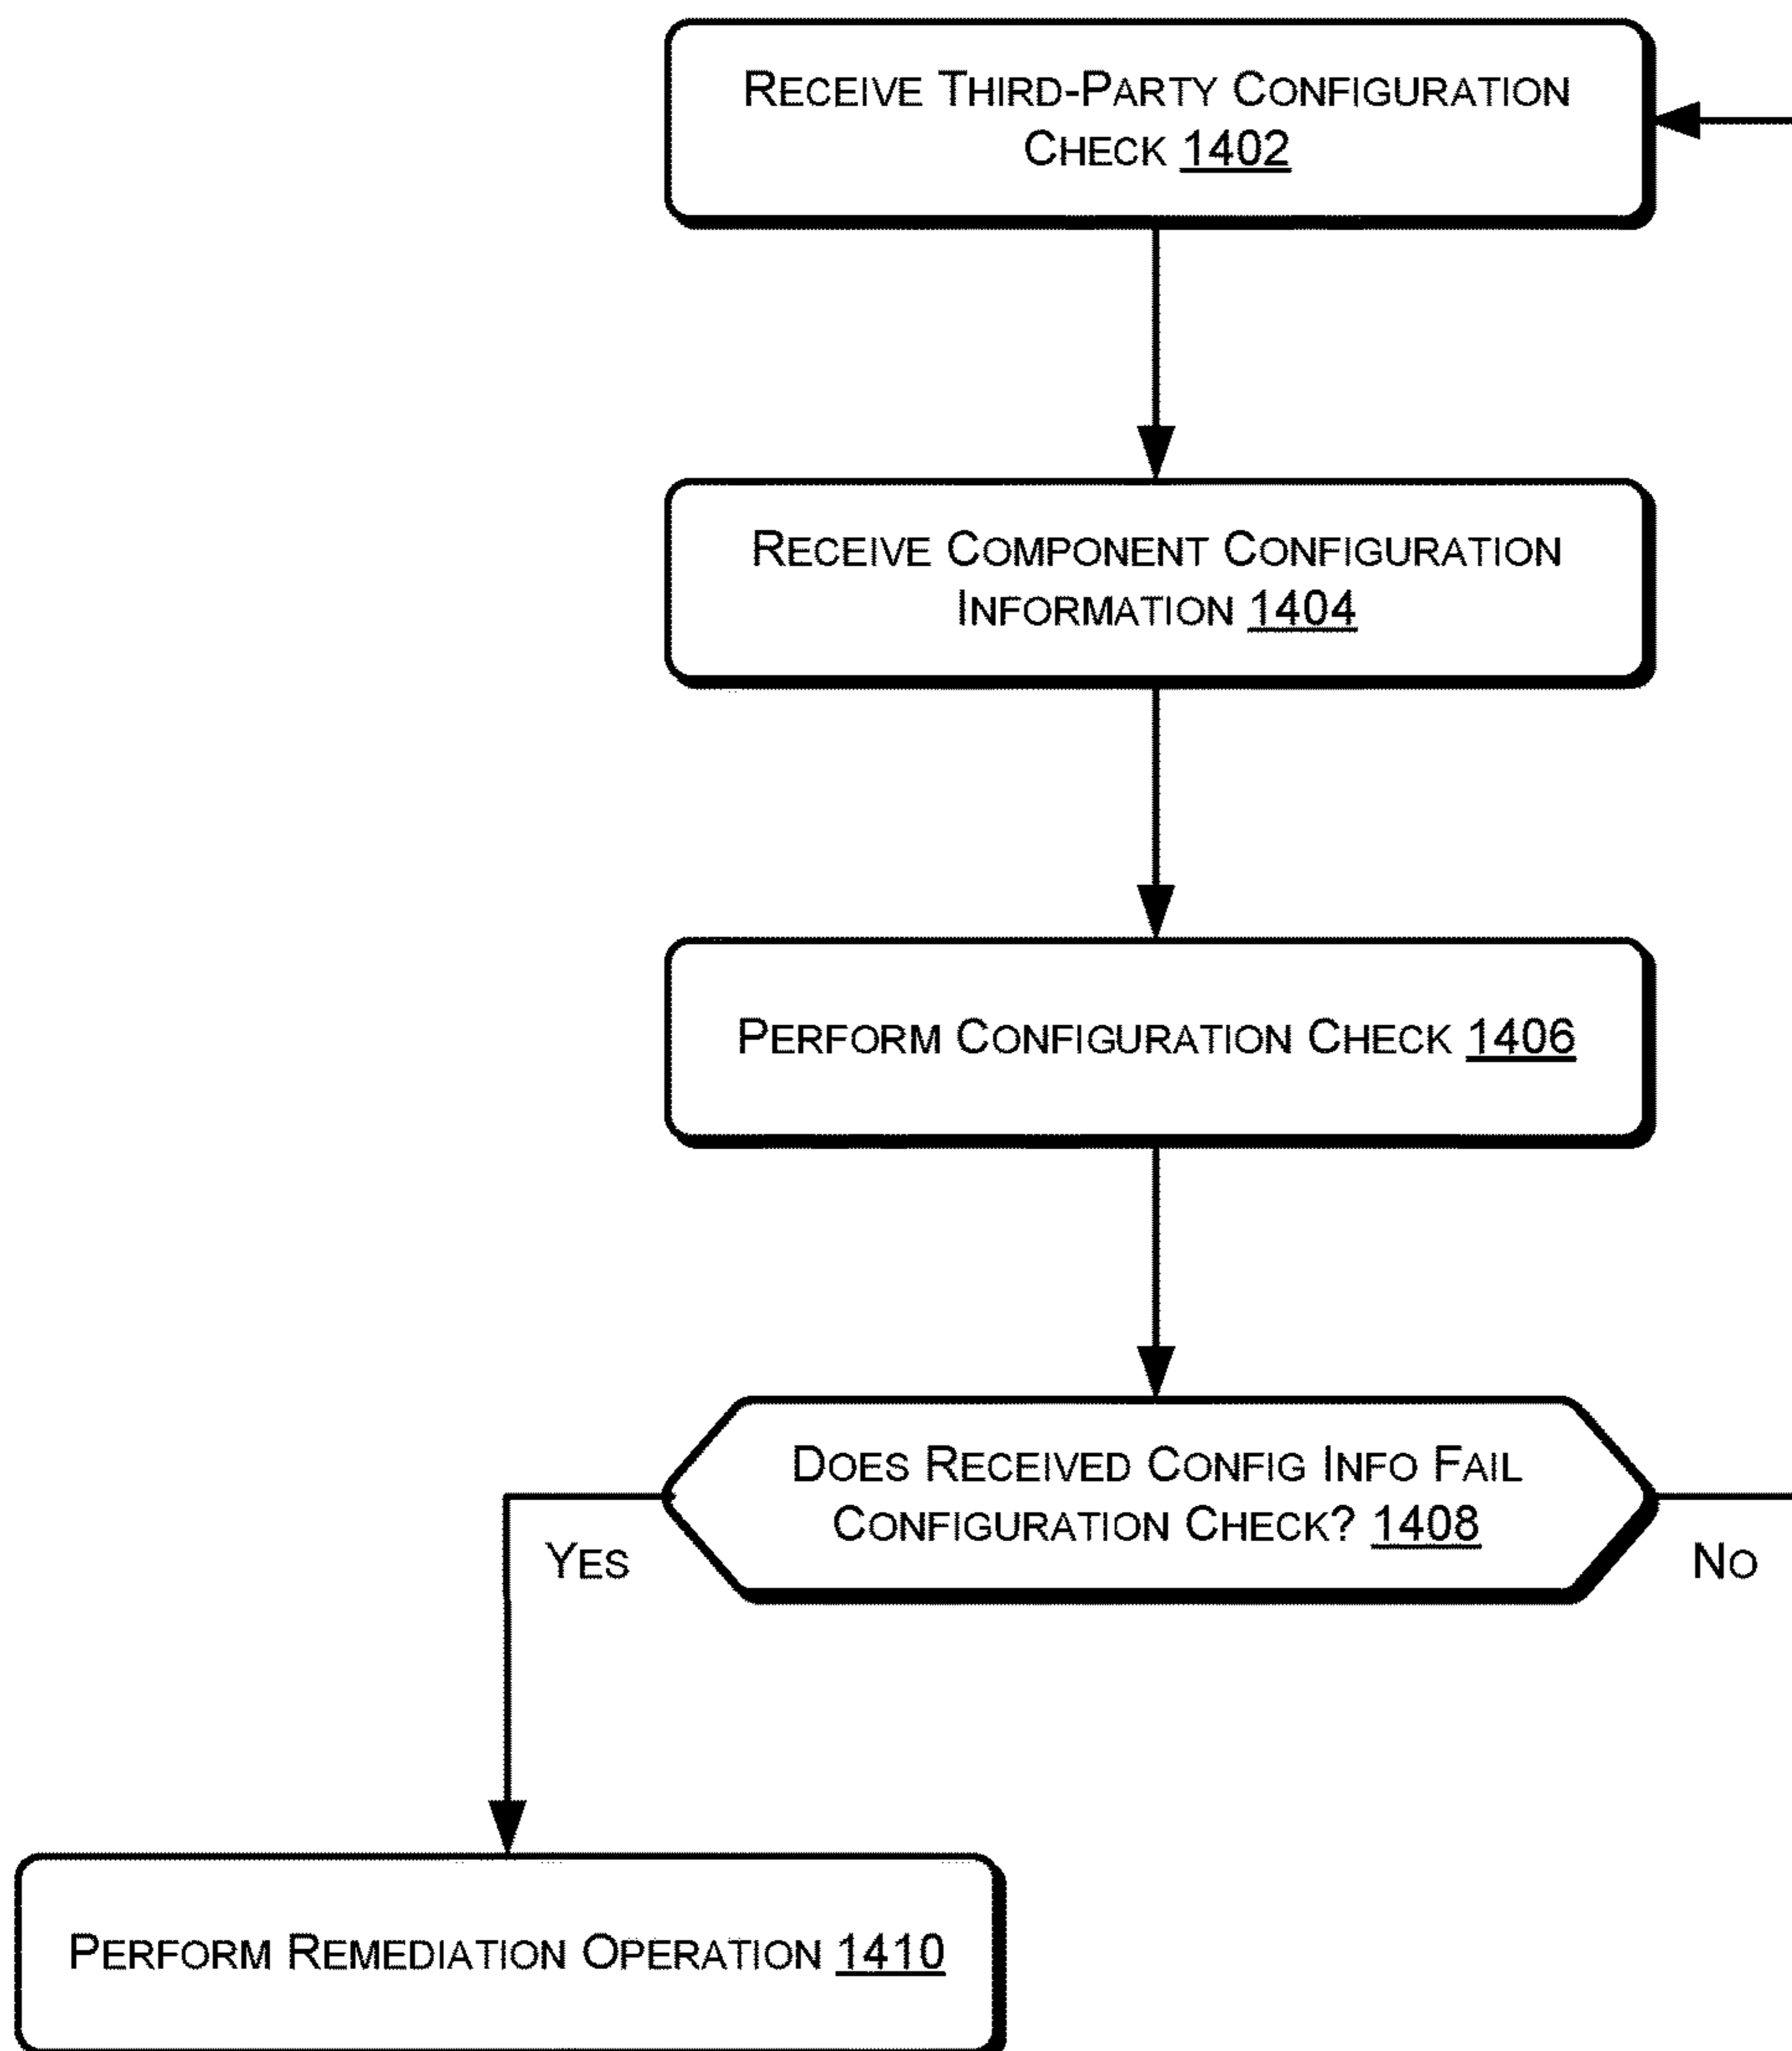 RECEIVE THIRD-PARTY CONFIGURATION
CHECK 1402
RECEIVE COMPONENT CONFIGURATION
INFORMATION 1404
PERFORM CONFIGURATION CHECK 1406
DOES RECEIVED CONFIG INFO FAIL
CONFIGURATION CHECK? 1408
YES
NO
PERFORM REMEDIATION OPERATION 1410